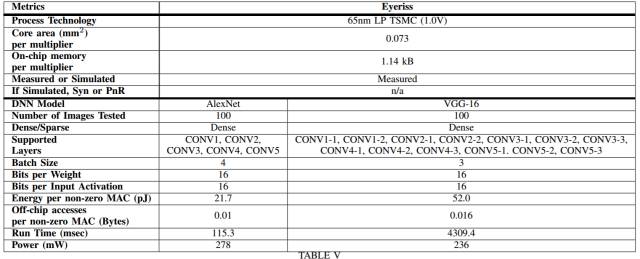 Metrics Eyeriss
Process Technology 65nm LP TSMC (1.0V)
Core area (mm²)
per multiplier 0.073
On-chip memory
per multiplier 1.14 kB
Measured or Simulated Measured
If Simulated, Syn or PnR n/a
DNN Model AlexNet VGG-16
Number of Images Tested 100 100
Dense/Sparse Dense Dense
Supported CONV1, CONV2, CONV1-1, CONV1-2, CONV2-1, CONV2-2, CONV3-1, CONV3-2, CONV3-3,
Layers CONV3, CONV4, CONV5 CONV4-1, CONV4-2, CONV4-3, CONV5-1. CONV5-2, CONV5-3
Batch Size 4 3
Bits per Weight 16 16
Bits per Input Activation 16 16
Energy per non-zero MAC (pJ) 21.7 52.0
Off-chip accesses
per non-zero MAC (Bytes) 0.01 0.016
Run Time (msec) 115.3 4309.4
Power (mW) 278 236
TABLE V